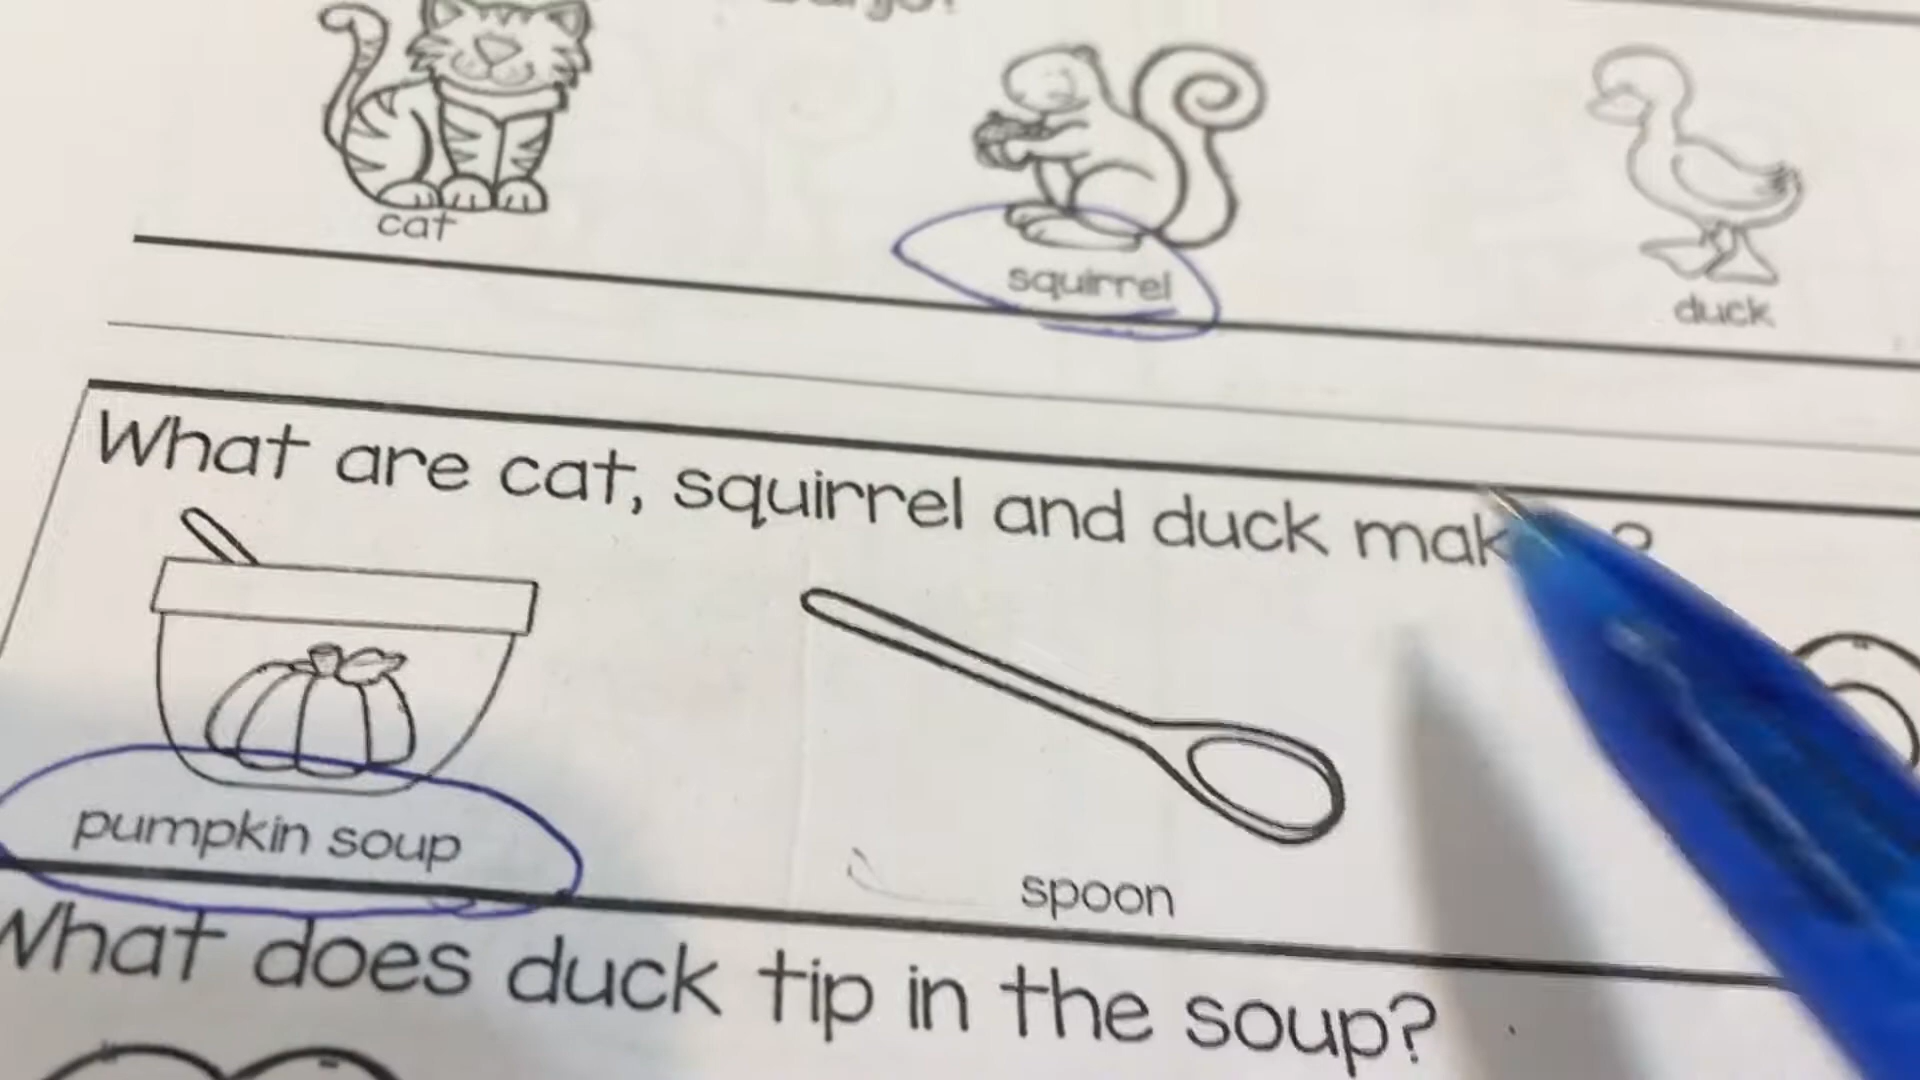 cat
squirrel
duck
What are cat, squirrel and duck mak ?
pumpkin soup
spoon
What does duck tip in the soup?